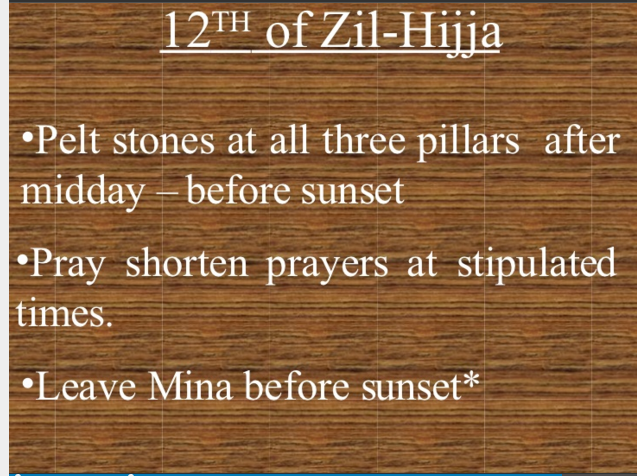 12TH of Zil-Hijja
•Pelt stones at all three pillars after
midday – before sunset
•Pray shorten prayers at stipulated
times.
•Leave Mina before sunset*